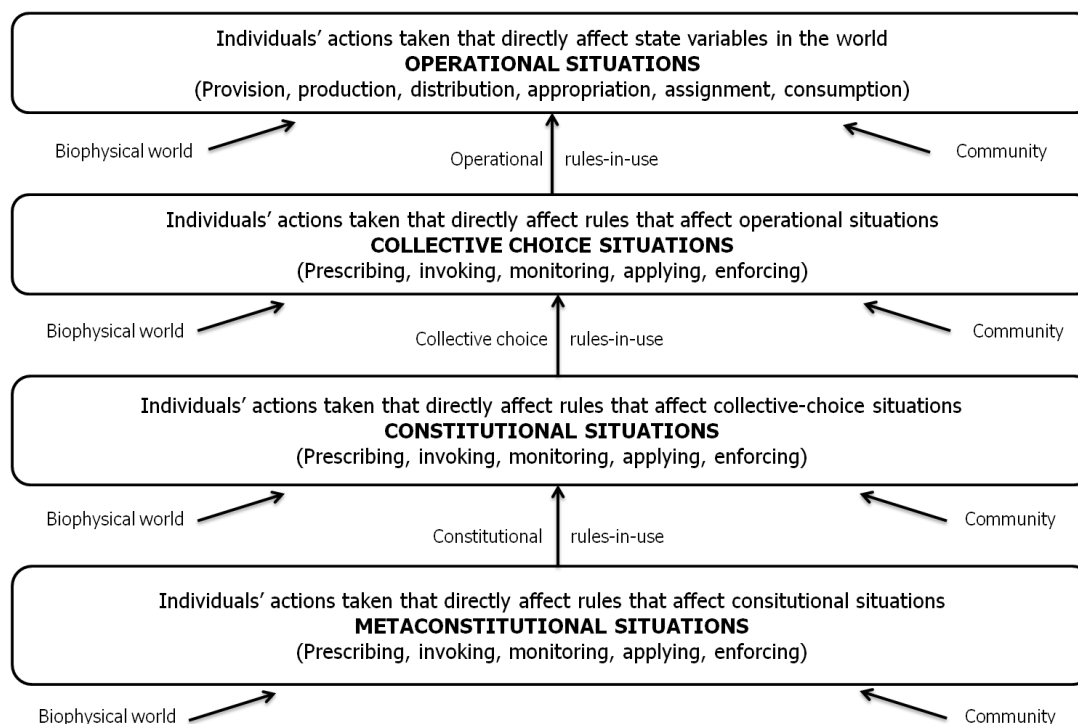 Individuals’ actions taken that directly affect state variables in the world
OPERATIONAL SITUATIONS
(Provision, production, distribution, appropriation, assignment, consumption)
Biophysical world
Operational rules-in-use
Community
Individuals’ actions taken that directly affect rules that affect operational situations
COLLECTIVE CHOICE SITUATIONS
(Prescribing, invoking, monitoring, applying, enforcing)
Biophysical world
Collective choice rules-in-use
Community
Individuals’ actions taken that directly affect rules that affect collective-choice situations
CONSTITUTIONAL SITUATIONS
(Prescribing, invoking, monitoring, applying, enforcing)
Biophysical world
Constitutional rules-in-use
Community
Individuals’ actions taken that directly affect rules that affect consitutional situations
METACONSTITUTIONAL SITUATIONS
(Prescribing, invoking, monitoring, applying, enforcing)
Biophysical world
Community